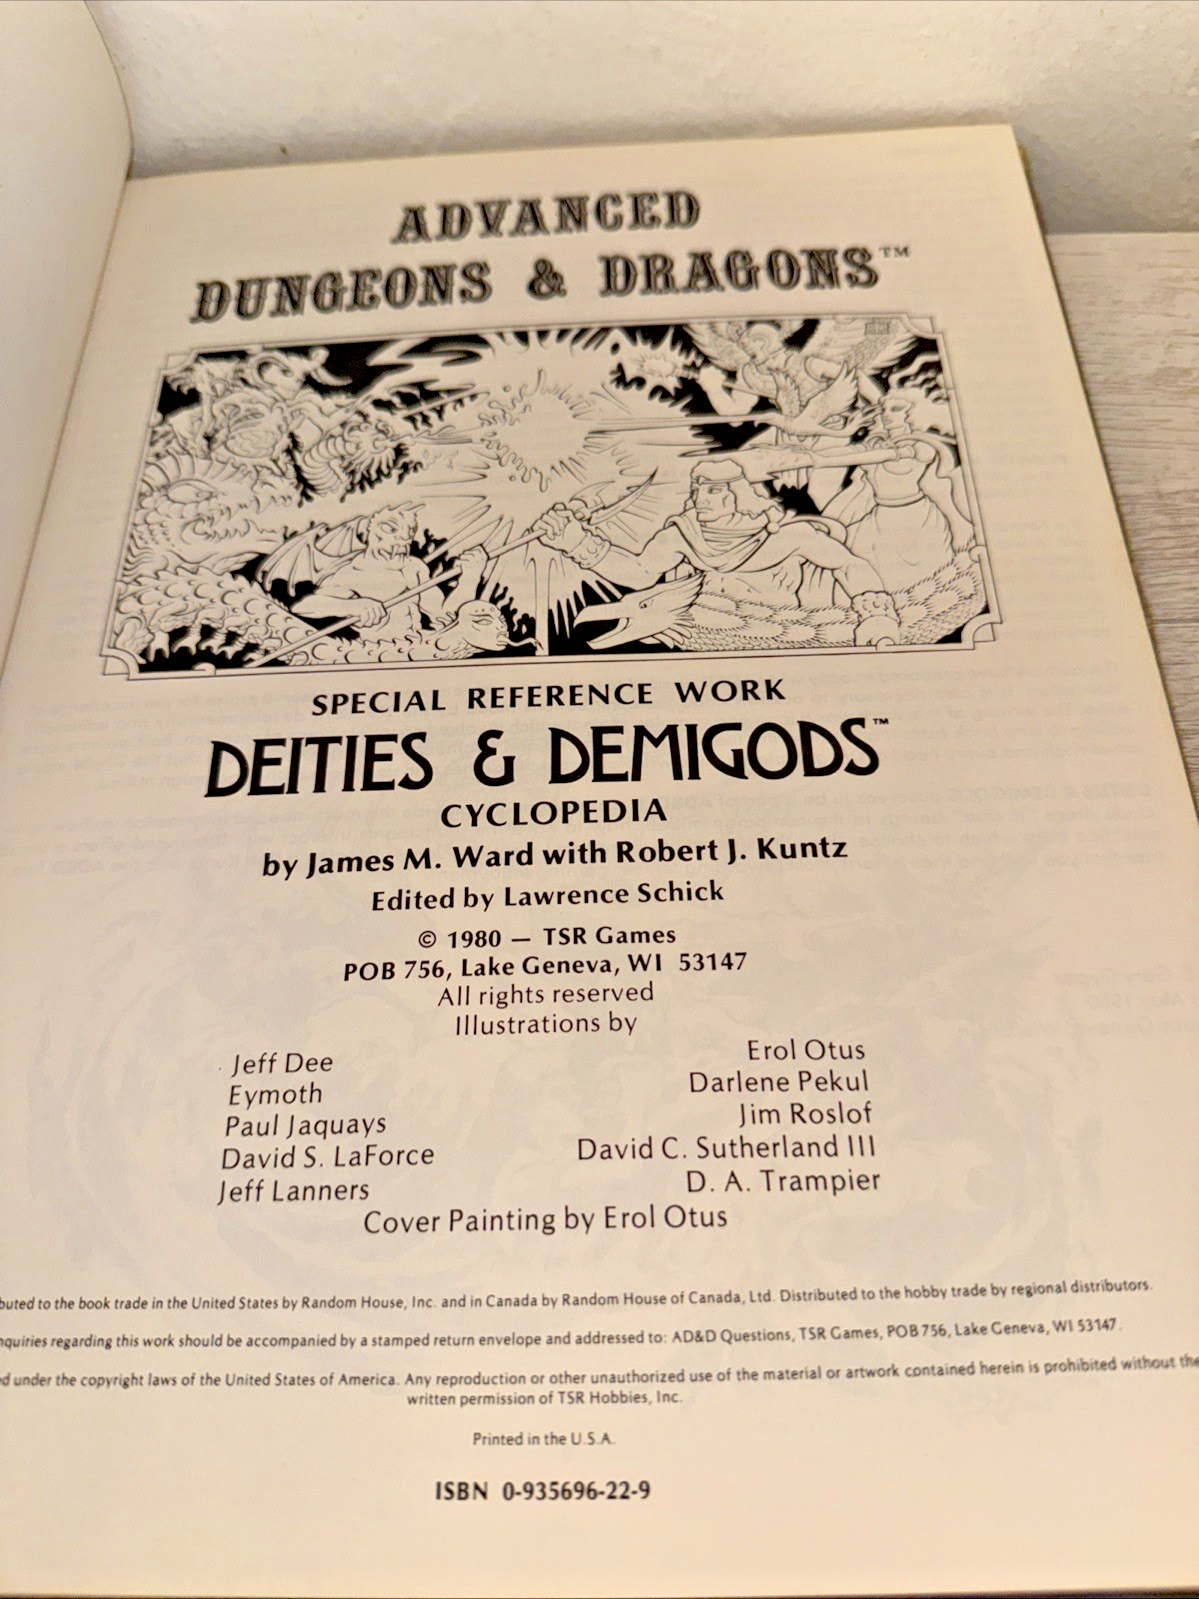 ADVANCED
DUNGEONS & DRAGONS™
SPECIAL REFERENCE WORK
DEITIES & DEMIGODS™
CYCLOPEDIA
by James M. Ward with Robert J. Kuntz
Edited by Lawrence Schick
© 1980 — TSR Games
POB 756, Lake Geneva, WI 53147
All rights reserved
Illustrations by
Jeff Dee
Eymoth
Paul Jaquays
David S. LaForce
Jeff Lanners
Erol Otus
Darlene Pekul
Jim Roslof
David C. Sutherland III
D. A. Trampier
Cover Painting by Erol Otus
buted to the book trade in the United States by Random House, Inc. and in Canada by Random House of Canada, Ltd. Distributed to the hobby trade by regional distributors.
nquiries regarding this work should be accompanied by a stamped return envelope and addressed to: AD&D Questions, TSR Games, POB 756, Lake Geneva, WI 53147.
d under the copyright laws of the United States of America. Any reproduction or other unauthorized use of the material or artwork contained herein is prohibited without the
written permission of TSR Hobbies, Inc.
Printed in the U.S.A.
ISBN 0-935696-22-9